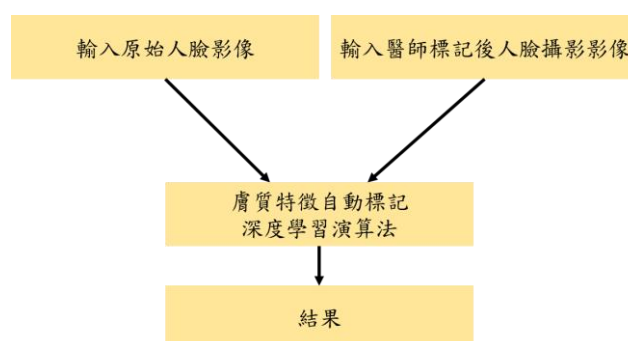 輸入原始人臉影像
輸入醫師標記後人臉攝影影像
膚質特徵自動標記
深度學習演算法
結果